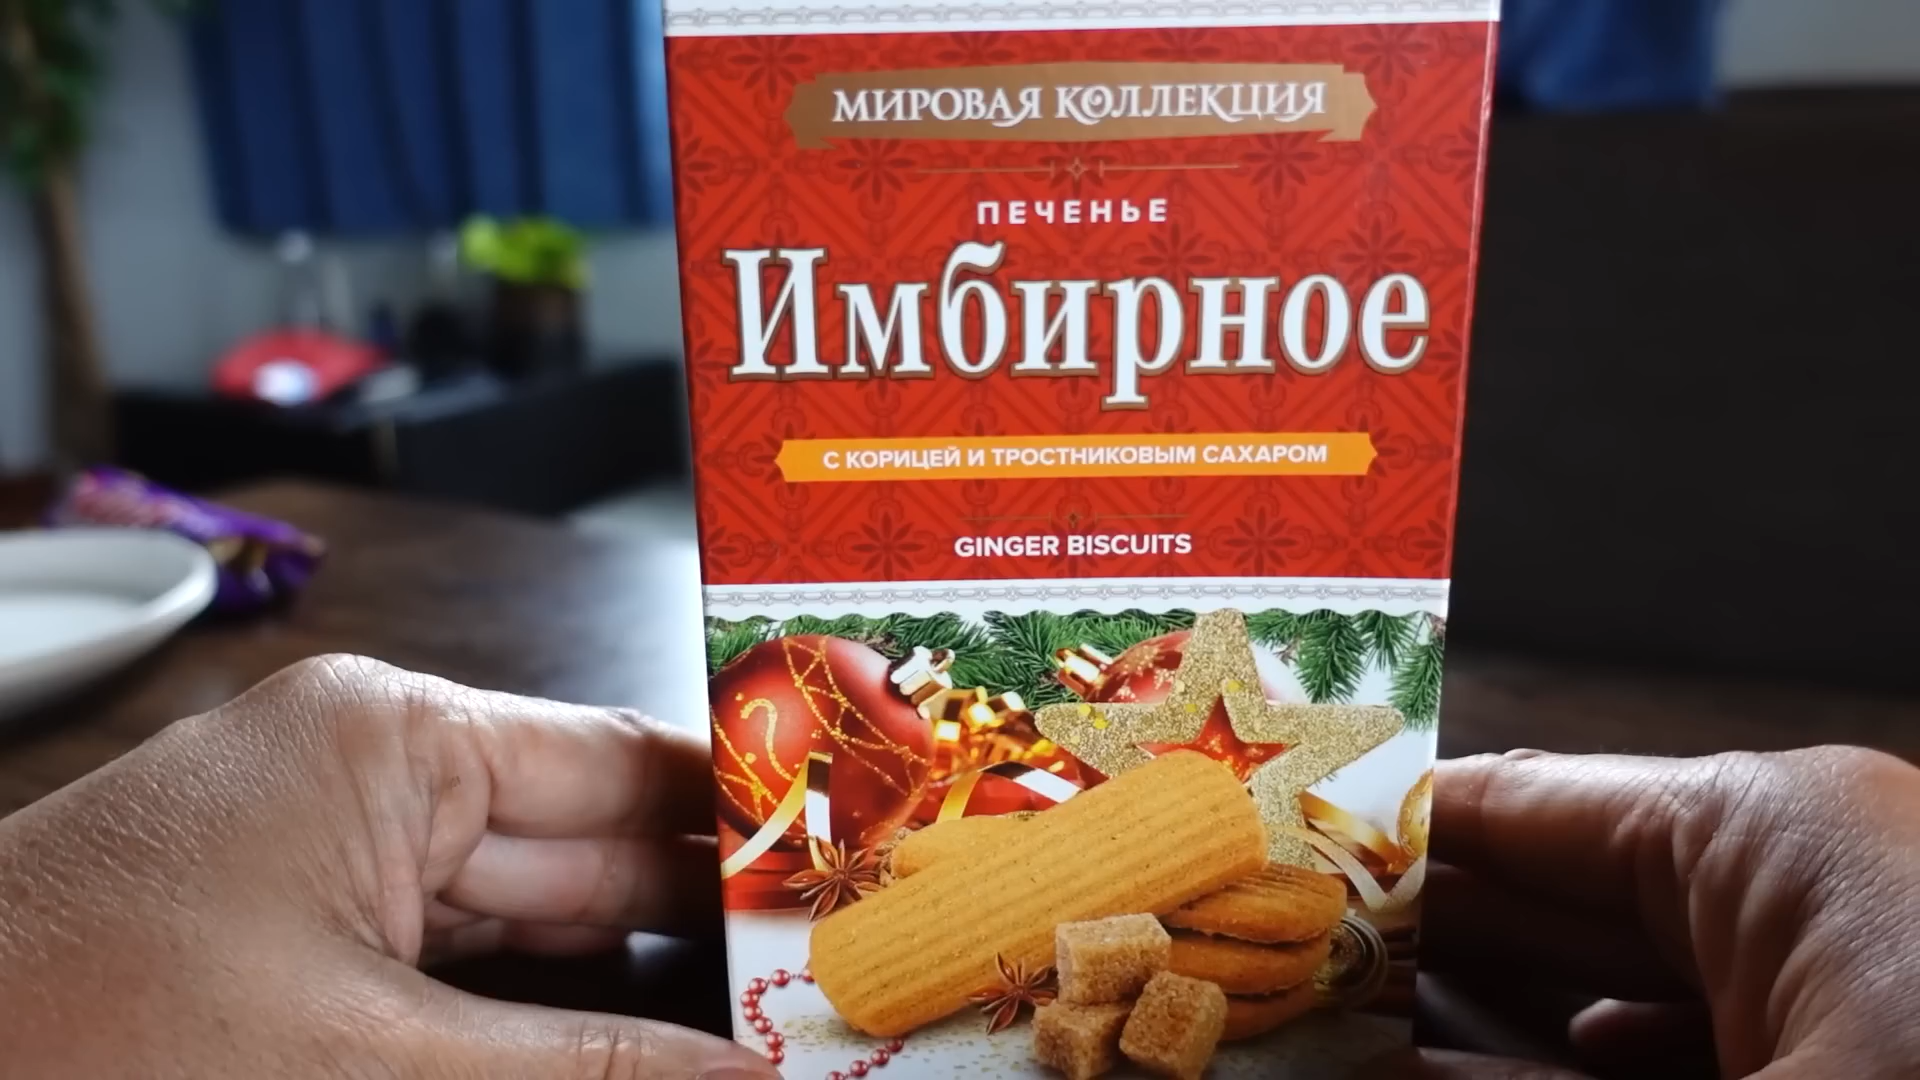 МИРОВАЯ КОЛЛЕКЦИЯ
ПЕЧЕНЬЕ
Имбирное
С КОРИЦЕЙ И ТРОСТНИКОВЫМ САХАРОМ
GINGER BISCUITS